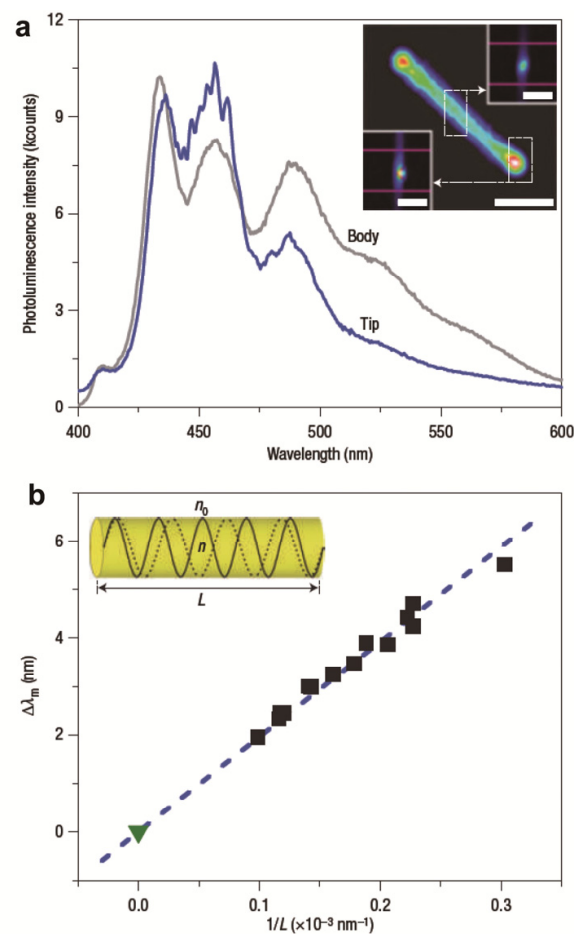 a
12
9
6
3
0
Photoluminescence intensity (kcounts)
Body
Tip
400
450
500
550
600
Wavelength (nm)
b
6
4
2
0
Δλm (nm)
n0
n
L
0.0
0.1
0.2
0.3
1/L (×10⁻³ nm⁻¹)